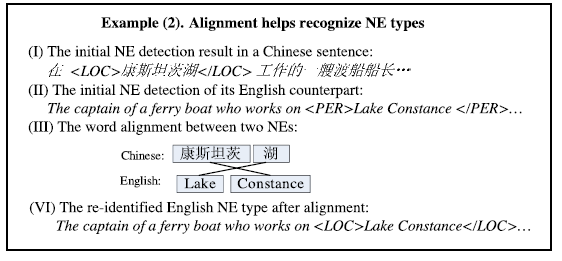 Example (2). Alignment helps recognize NE types
(I) The initial NE detection result in a Chinese sentence:
在 <LOC>康斯坦茨湖</LOC> 工作的一艘渡船船长…
(II) The initial NE detection of its English counterpart:
The captain of a ferry boat who works on <PER>Lake Constance </PER>…
(III) The word alignment between two NEs:
Chinese: 康斯坦茨 湖
English: Lake Constance
(VI) The re-identified English NE type after alignment:
The captain of a ferry boat who works on <LOC>Lake Constance</LOC>…